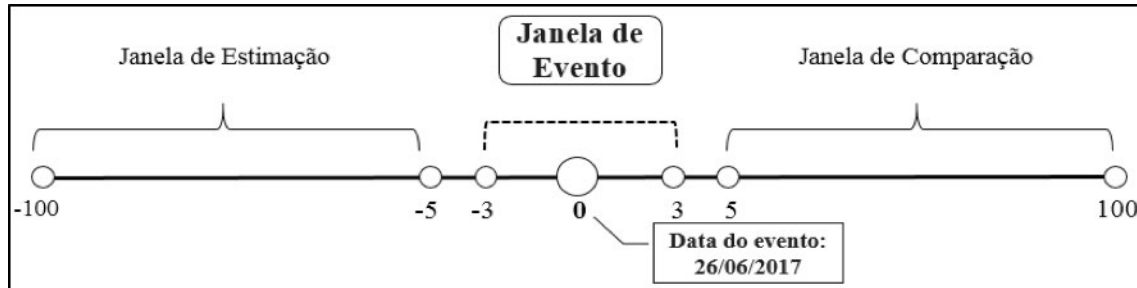 Janela de Estimação
Janela de
Evento
Janela de Comparação
-100
-5
-3
0
3
5
100
Data do evento:
26/06/2017